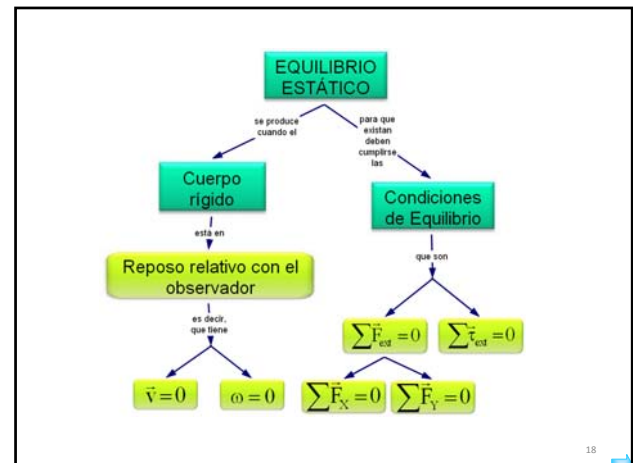 EQUILIBRIO
ESTÁTICO
se produce
cuando el
para que
existan
deben
cumplirse
las
Cuerpo
rígido
Condiciones
de Equilibrio
está en
que son
Reposo relativo con el
observador
es decir,
que tiene
∑F⃗ext=0
∑τ⃗ext=0
v⃗=0
ω=0
∑F⃗X=0
∑F⃗Y=0
18